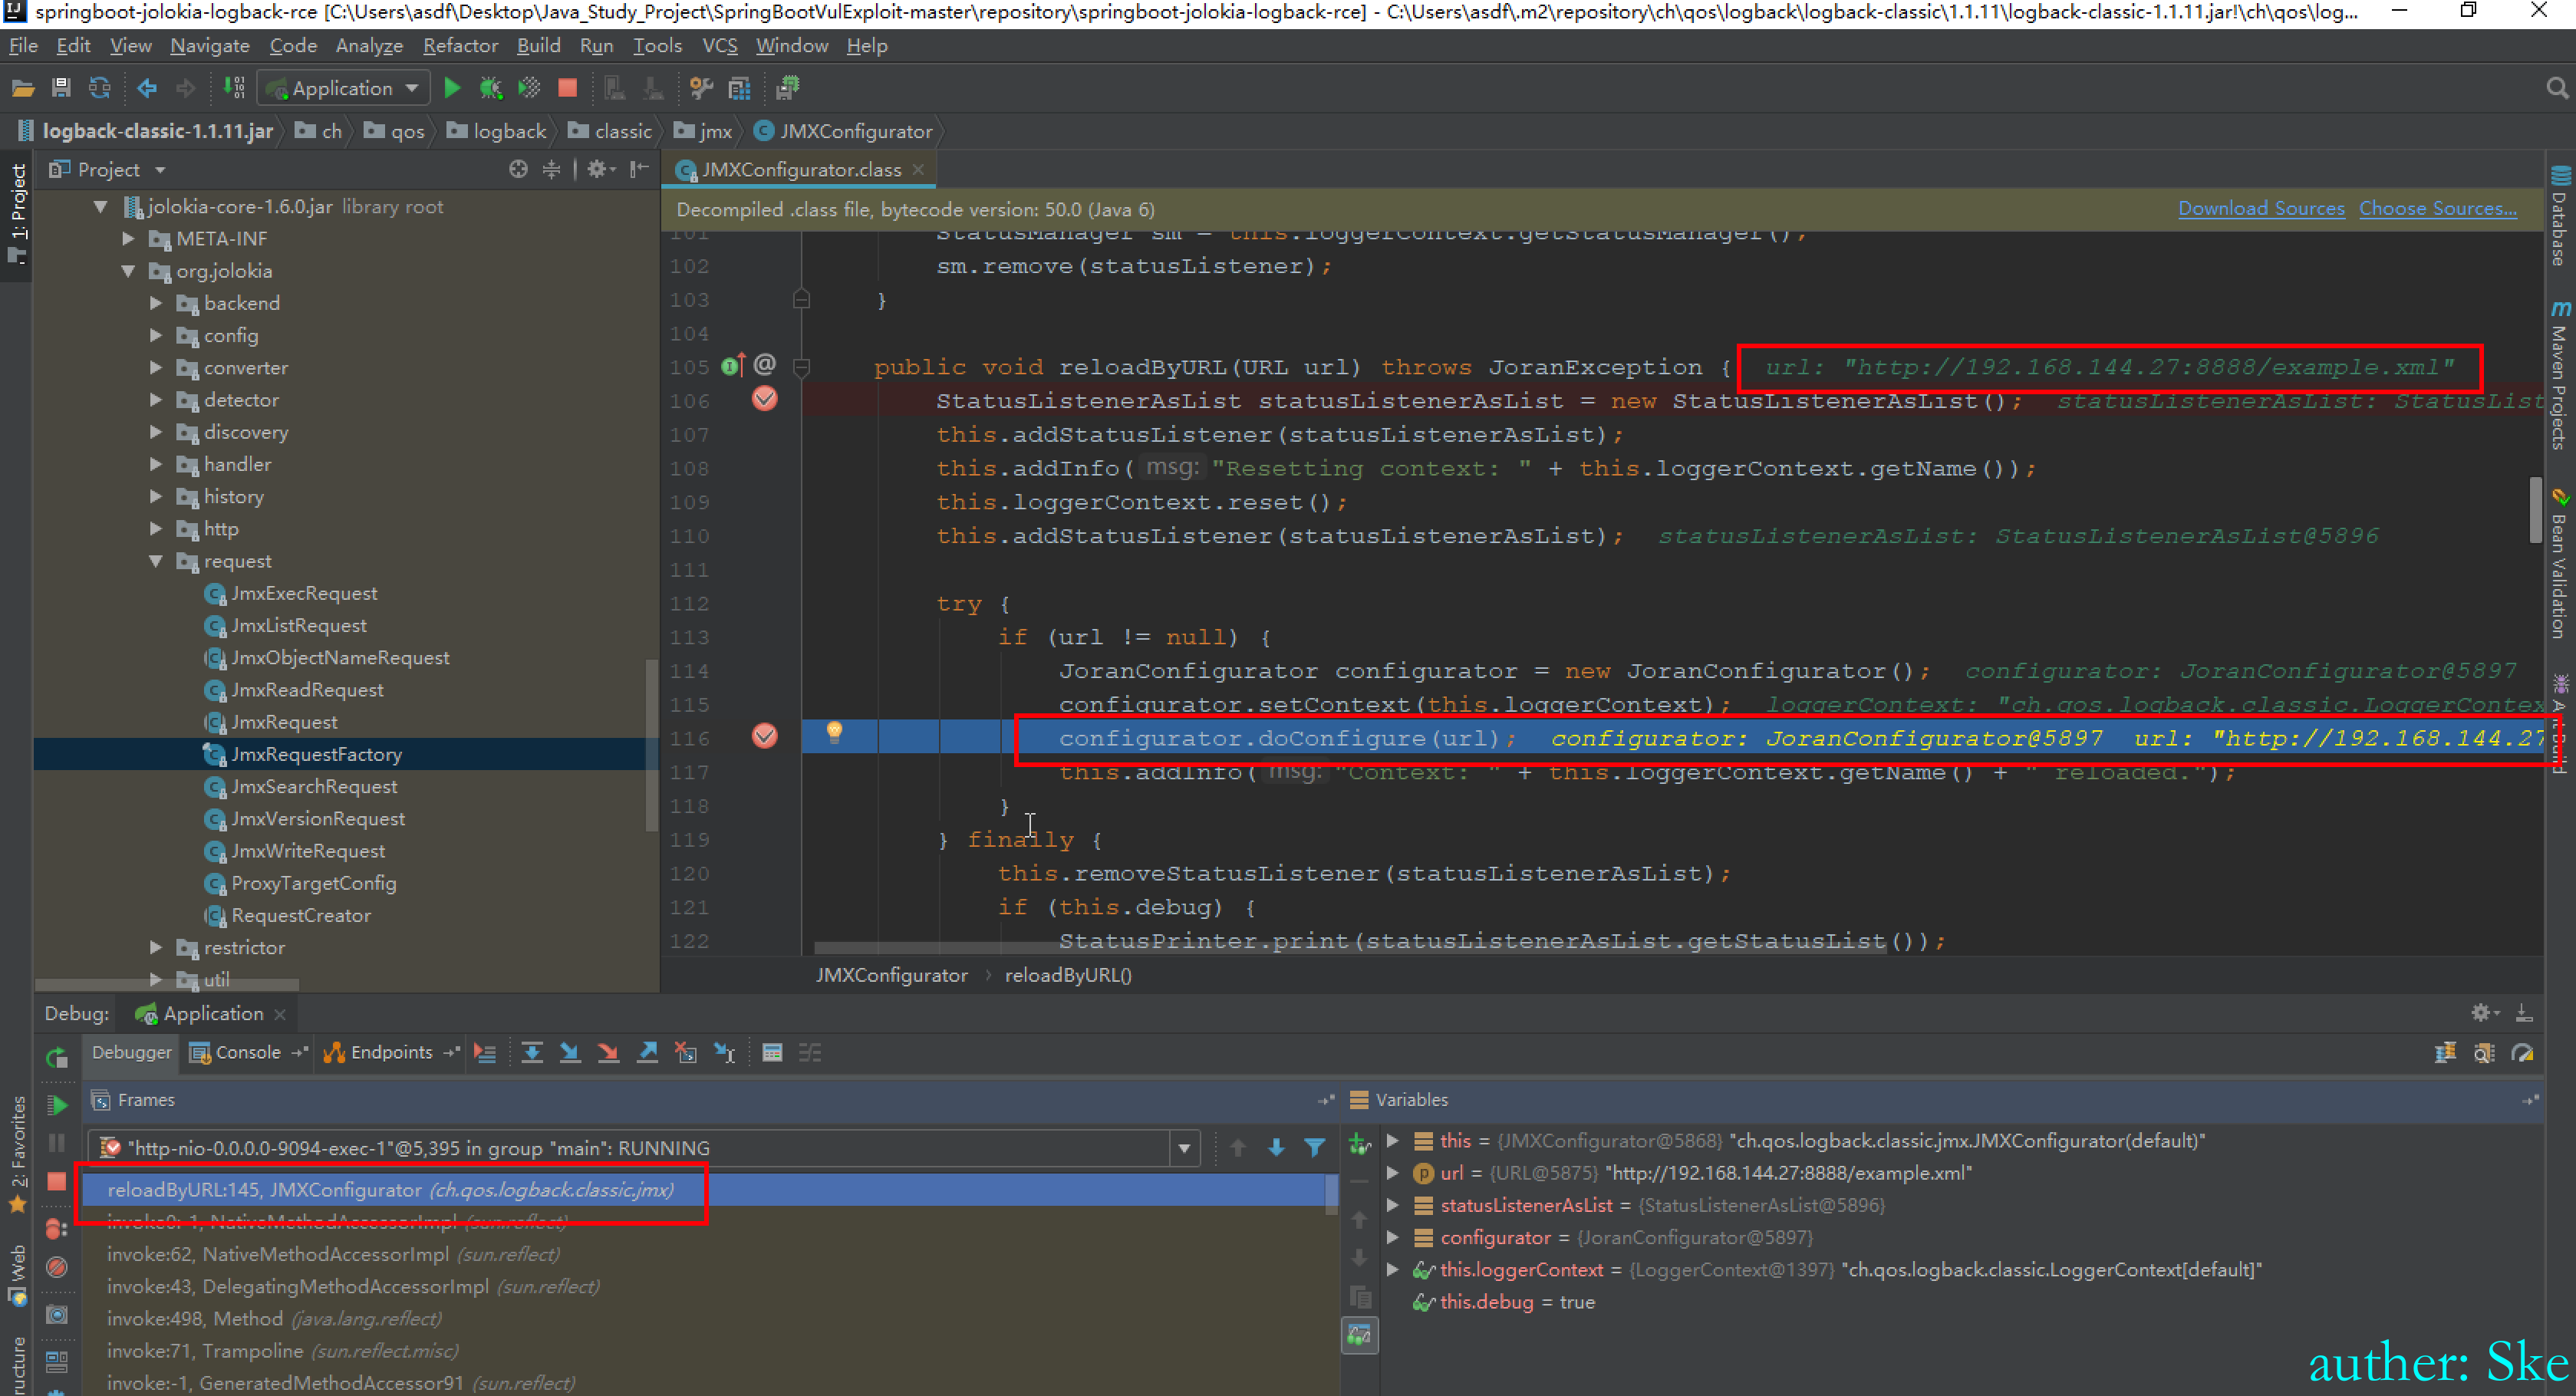 springboot-jolokia-logback-rce [C:\Users\asdf\Desktop\Java_Study_Project\SpringBootVulExploit-master\repository\springboot-jolokia-logback-rce] - C:\Users\asdf\.m2\repository\ch\qos\logback\logback-classic\1.1.11\logback-classic-1.1.11.jar!\ch\qos\log...
File Edit View Navigate Code Analyze Refactor Build Run Tools VCS Window Help
Application
logback-classic-1.1.11.jar ch qos logback classic jmx JMXConfigurator
1: Project
Project
jolokia-core-1.6.0.jar library root
META-INF
org.jolokia
backend
config
converter
detector
discovery
handler
history
http
request
JmxExecRequest
JmxListRequest
JmxObjectNameRequest
JmxReadRequest
JmxRequest
JmxRequestFactory
JmxSearchRequest
JmxVersionRequest
JmxWriteRequest
ProxyTargetConfig
RequestCreator
restrictor
util
JMXConfigurator.class
Decompiled .class file, bytecode version: 50.0 (Java 6) Download Sources Choose Sources...
101 StatusManager sm = this.loggerContext.getStatusManager();
102 sm.remove(statusListener);
103 }
104
105 public void reloadByURL(URL url) throws JoranException { url: "http://192.168.144.27:8888/example.xml"
106 StatusListenerAsList statusListenerAsList = new StatusListenerAsList(); statusListenerAsList: StatusList
107 this.addStatusListener(statusListenerAsList);
108 this.addInfo( msg: "Resetting context: " + this.loggerContext.getName());
109 this.loggerContext.reset();
110 this.addStatusListener(statusListenerAsList); statusListenerAsList: StatusListenerAsList@5896
111
112 try {
113 if (url != null) {
114 JoranConfigurator configurator = new JoranConfigurator(); configurator: JoranConfigurator@5897
115 configurator.setContext(this.loggerContext); loggerContext: "ch.qos.logback.classic.LoggerContex
116 configurator.doConfigure(url); configurator: JoranConfigurator@5897 url: "http://192.168.144.27
117 this.addInfo( msg: "Context: " + this.loggerContext.getName() + " reloaded.");
118 }
119 } finally {
120 this.removeStatusListener(statusListenerAsList);
121 if (this.debug) {
122 StatusPrinter.print(statusListenerAsList.getStatusList());
JMXConfigurator › reloadByURL()
Database
Maven Projects
Bean Validation
Debug: Application
Debugger Console Endpoints
Frames
"http-nio-0.0.0.0-9094-exec-1"@5,395 in group "main": RUNNING
reloadByURL:145, JMXConfigurator (ch.qos.logback.classic.jmx)
invoke0:-1, NativeMethodAccessorImpl (sun.reflect)
invoke:62, NativeMethodAccessorImpl (sun.reflect)
invoke:43, DelegatingMethodAccessorImpl (sun.reflect)
invoke:498, Method (java.lang.reflect)
invoke:71, Trampoline (sun.reflect.misc)
invoke:-1, GeneratedMethodAccessor91 (sun.reflect)
Variables
this = {JMXConfigurator@5868} "ch.qos.logback.classic.jmx.JMXConfigurator(default)"
url = {URL@5875} "http://192.168.144.27:8888/example.xml"
statusListenerAsList = {StatusListenerAsList@5896}
configurator = {JoranConfigurator@5897}
this.loggerContext = {LoggerContext@1397} "ch.qos.logback.classic.LoggerContext[default]"
this.debug = true
2: Favorites
Web
ructure
auther: Ske